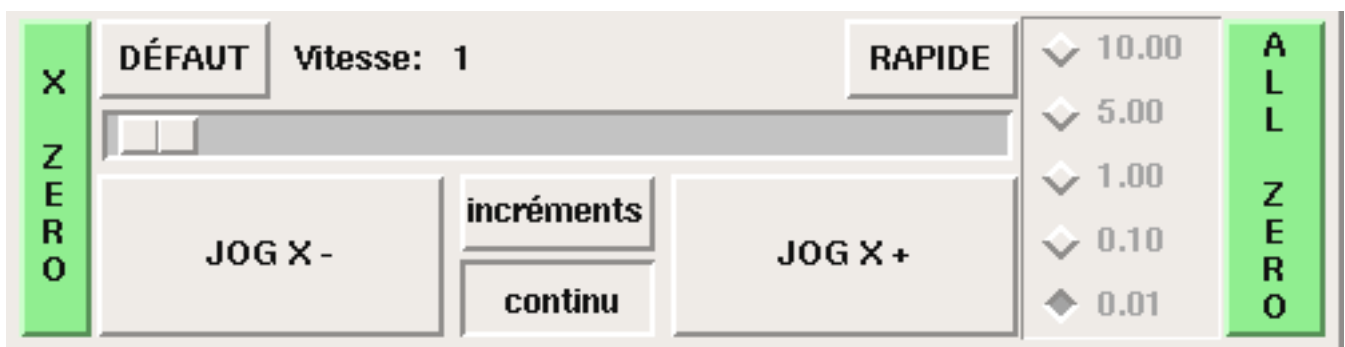 X ZERO
DÉFAUT
Vitesse: 1
RAPIDE
JOG X -
incréments
continu
JOG X +
10.00
5.00
1.00
0.10
0.01
ALL ZERO